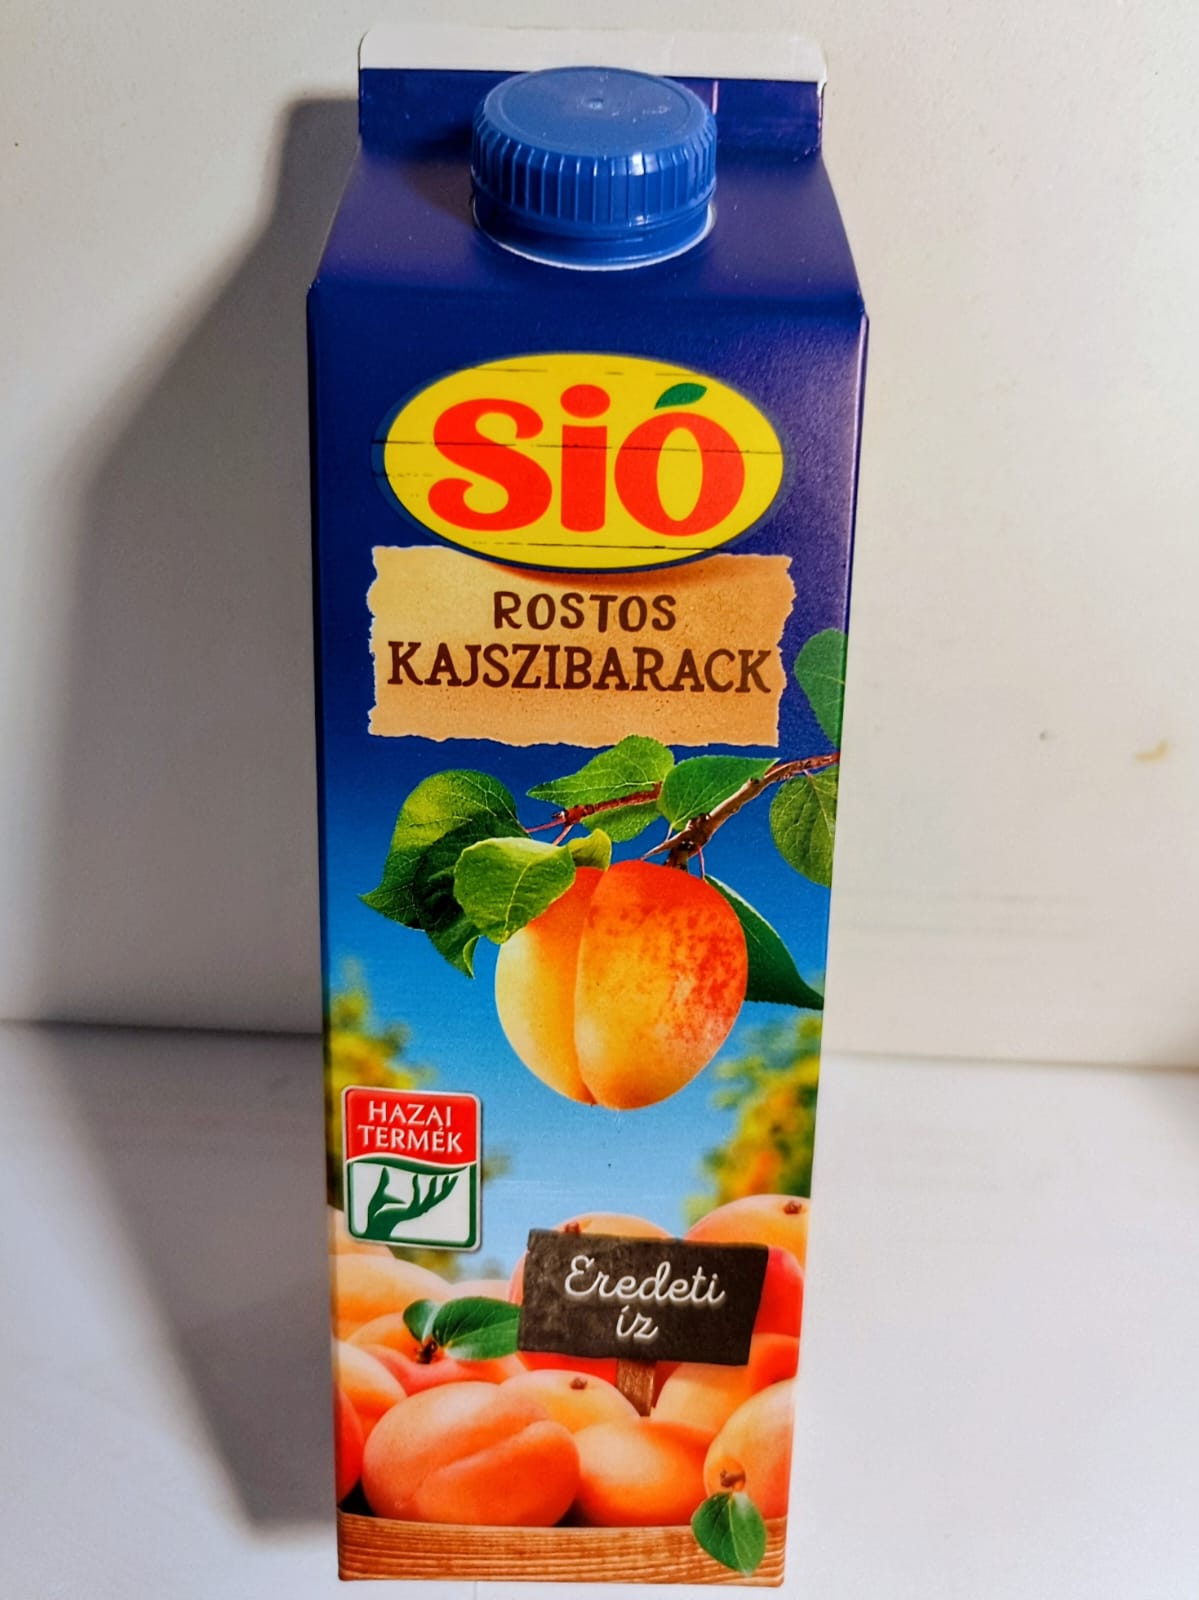 Sió
ROSTOS
KAJSZIBARACK
HAZAI
TERMÉK
Eredeti
íz